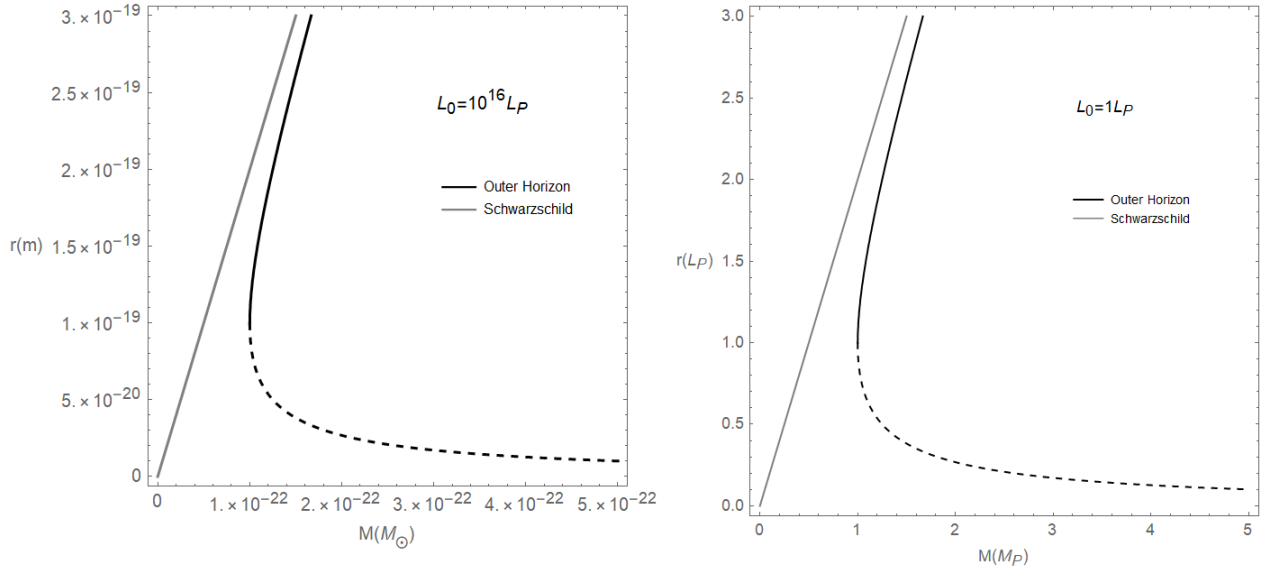 3.×10⁻¹⁹
2.5×10⁻¹⁹
2.×10⁻¹⁹
1.5×10⁻¹⁹
1.×10⁻¹⁹
5.×10⁻²⁰
0
r(m)
L₀=10¹⁶L_P
Outer Horizon
Schwarzschild
0 1.×10⁻²² 2.×10⁻²² 3.×10⁻²² 4.×10⁻²² 5.×10⁻²²
M(M_⊙)
3.0
2.5
2.0
1.5
1.0
0.5
0.0
r(L_P)
L₀=1L_P
Outer Horizon
Schwarzschild
0 1 2 3 4 5
M(M_P)